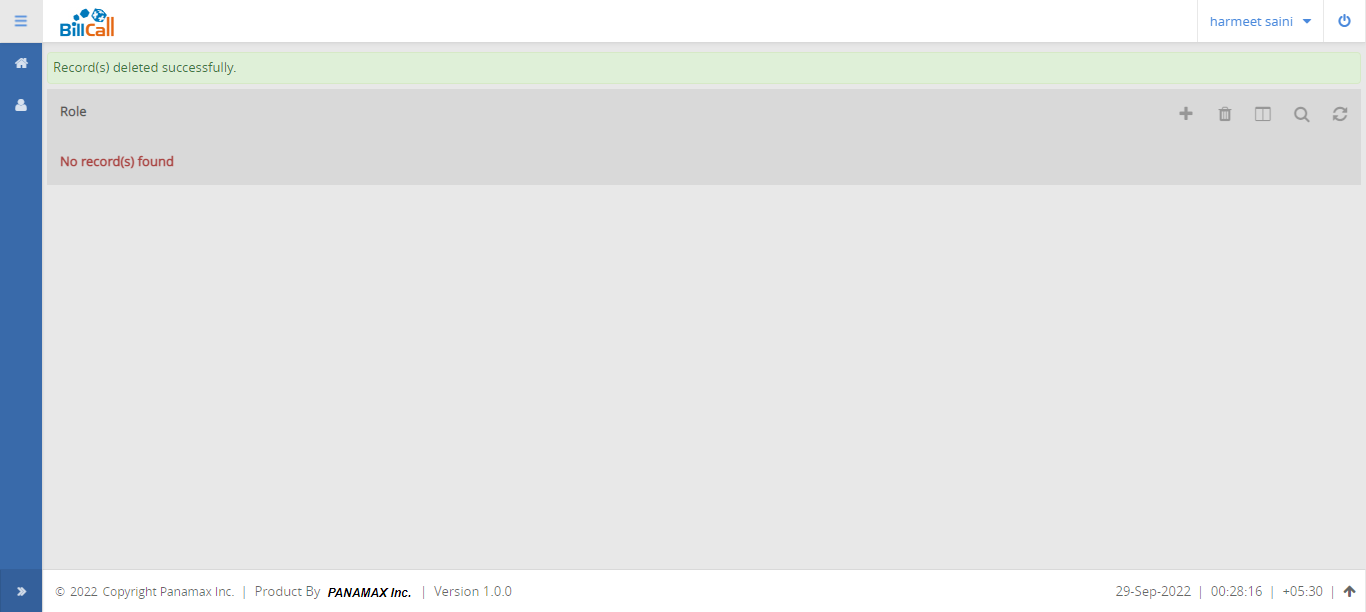 BillCall
harmeet saini
Record(s) deleted successfully.
Role
No record(s) found
© 2022 Copyright Panamax Inc. | Product By PANAMAX Inc. | Version 1.0.0
29-Sep-2022 | 00:28:16 | +05:30 |